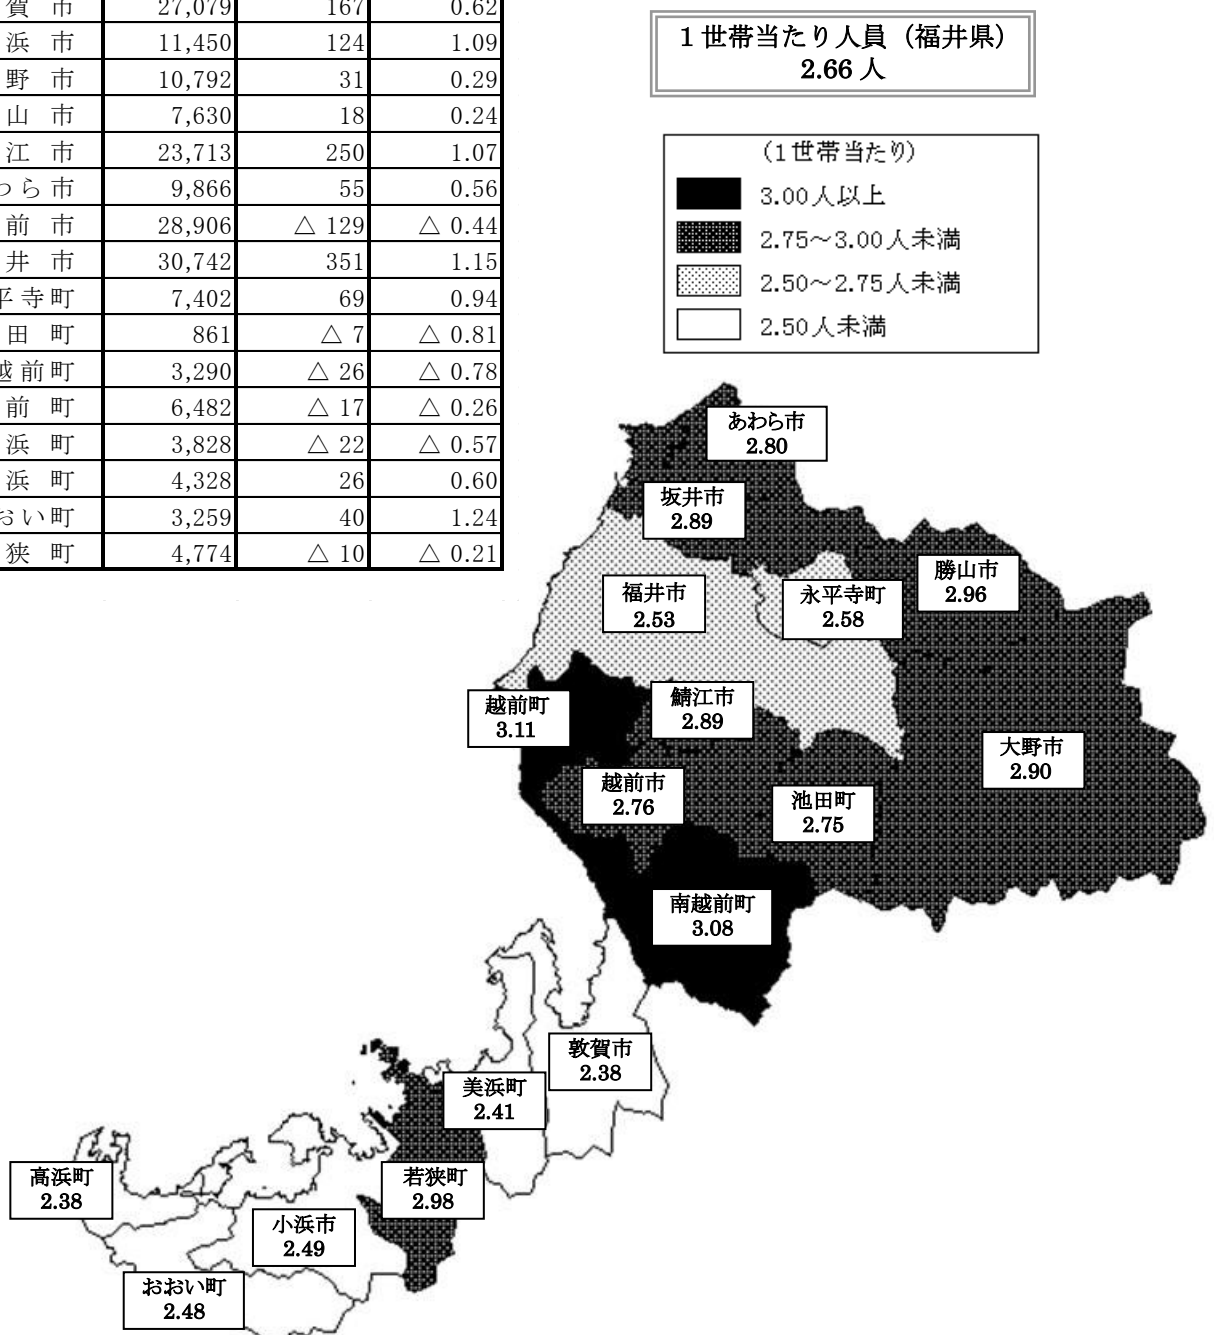 賀 市 27,079 167 0.62
浜 市 11,450 124 1.09
野 市 10,792 31 0.29
山 市 7,630 18 0.24
江 市 23,713 250 1.07
わら市 9,866 55 0.56
前 市 28,906 △ 129 △ 0.44
井 市 30,742 351 1.15
平寺町 7,402 69 0.94
田 町 861 △ 7 △ 0.81
越前町 3,290 △ 26 △ 0.78
前 町 6,482 △ 17 △ 0.26
浜 町 3,828 △ 22 △ 0.57
浜 町 4,328 26 0.60
おい町 3,259 40 1.24
狭 町 4,774 △ 10 △ 0.21
1世帯当たり人員（福井県）
2.66 人
(1世帯当たり)
3.00人以上
2.75～3.00人未満
2.50～2.75人未満
2.50人未満
あわら市
2.80
坂井市
2.89
勝山市
2.96
福井市
2.53
永平寺町
2.58
越前町
3.11
鯖江市
2.89
大野市
2.90
越前市
2.76
池田町
2.75
南越前町
3.08
敦賀市
2.38
美浜町
2.41
高浜町
2.38
若狭町
2.98
小浜市
2.49
おおい町
2.48